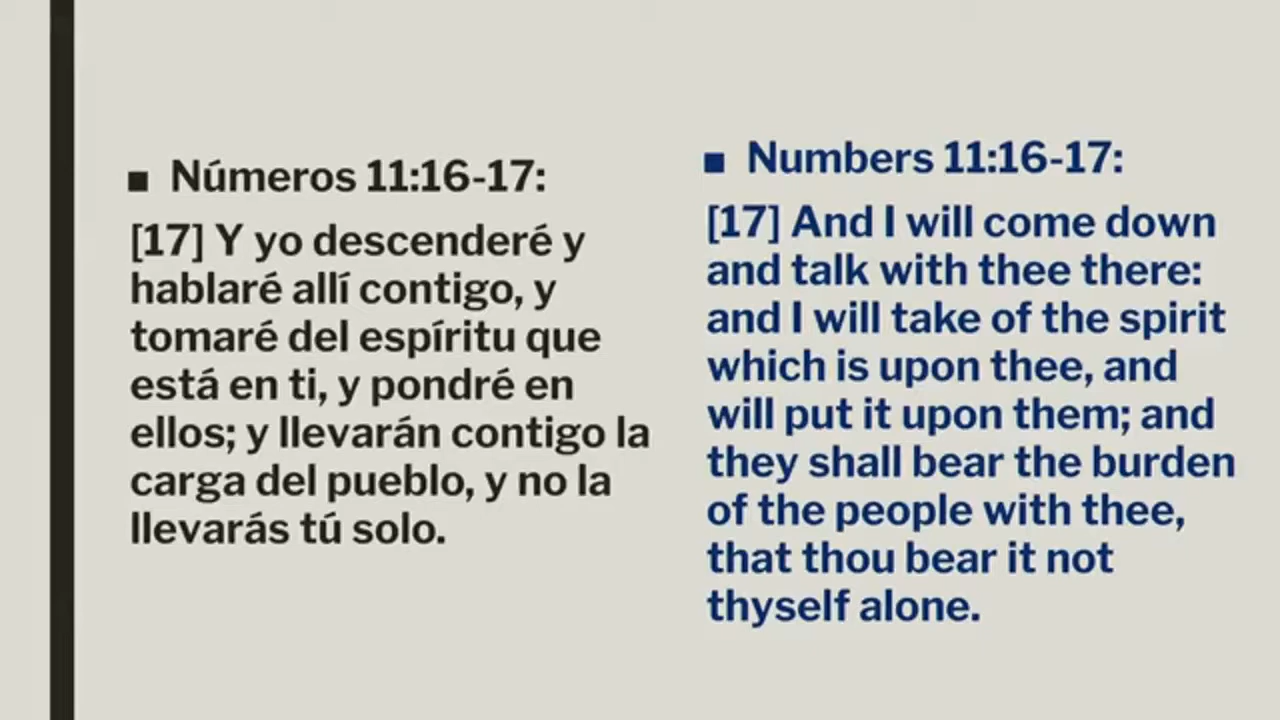 ■ Números 11:16-17:
[17] Y yo descenderé y
hablaré allí contigo, y
tomaré del espíritu que
está en ti, y pondré en
ellos; y llevarán contigo la
carga del pueblo, y no la
llevarás tú solo.
■ Numbers 11:16-17:
[17] And I will come down
and talk with thee there:
and I will take of the spirit
which is upon thee, and
will put it upon them; and
they shall bear the burden
of the people with thee,
that thou bear it not
thyself alone.